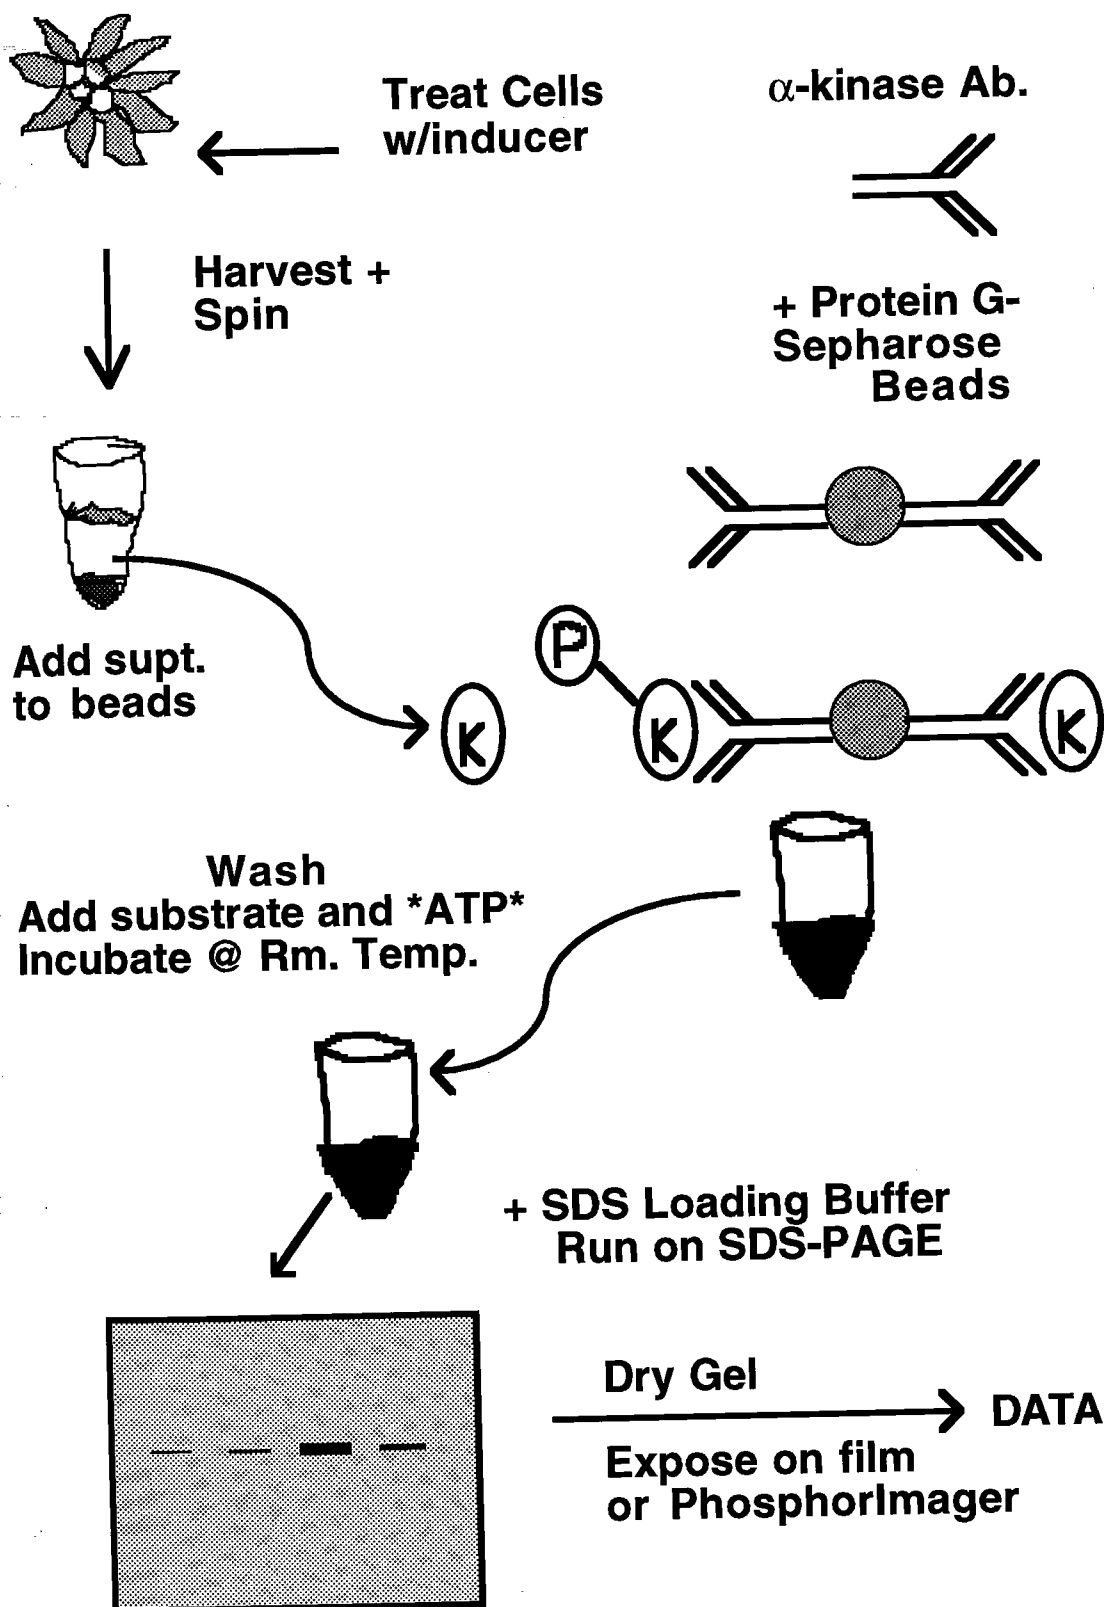 Treat Cells
w/inducer
α-kinase Ab.
Harvest +
Spin
+ Protein G-
Sepharose
Beads
Add supt.
to beads
K
P
K
K
Wash
Add substrate and *ATP*
Incubate @ Rm. Temp.
+ SDS Loading Buffer
Run on SDS-PAGE
Dry Gel
DATA
Expose on film
or PhosphorImager